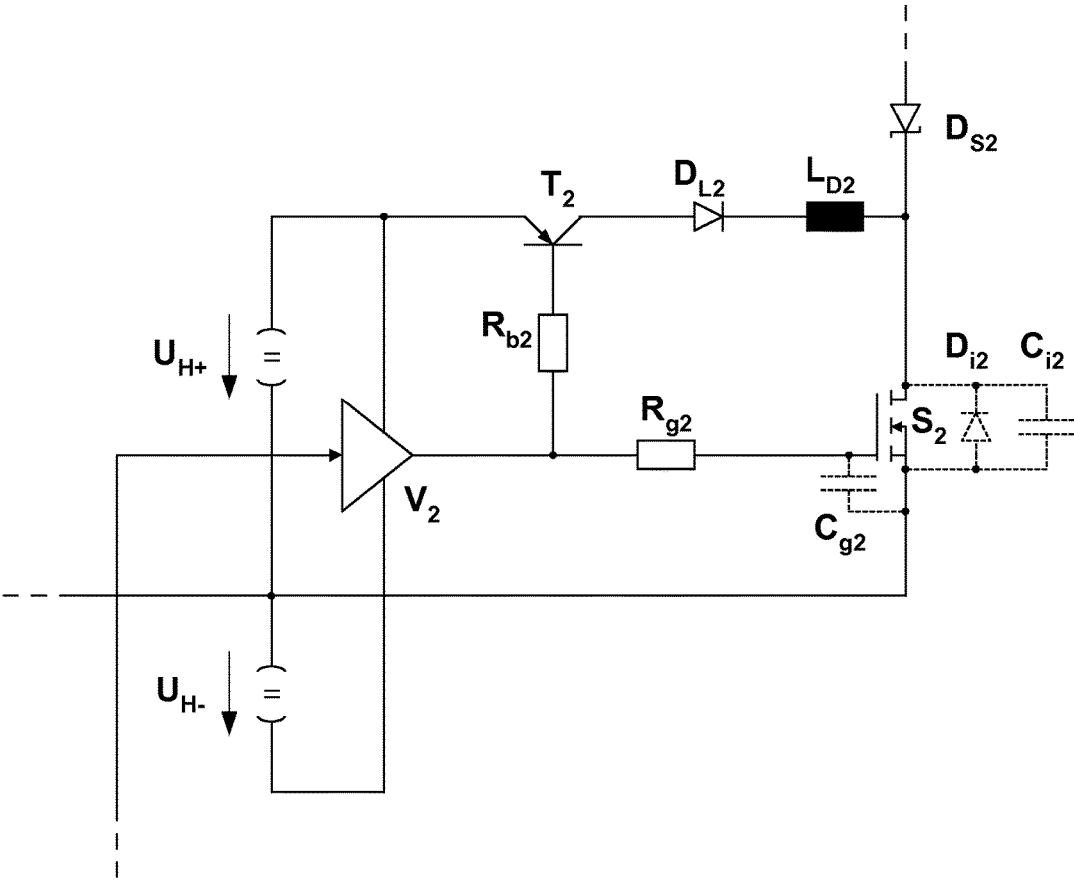 DS2
T2
DL2
LD2
UH+
=
Rb2
Di2
Ci2
Rg2
S2
V2
Cg2
UH-
=